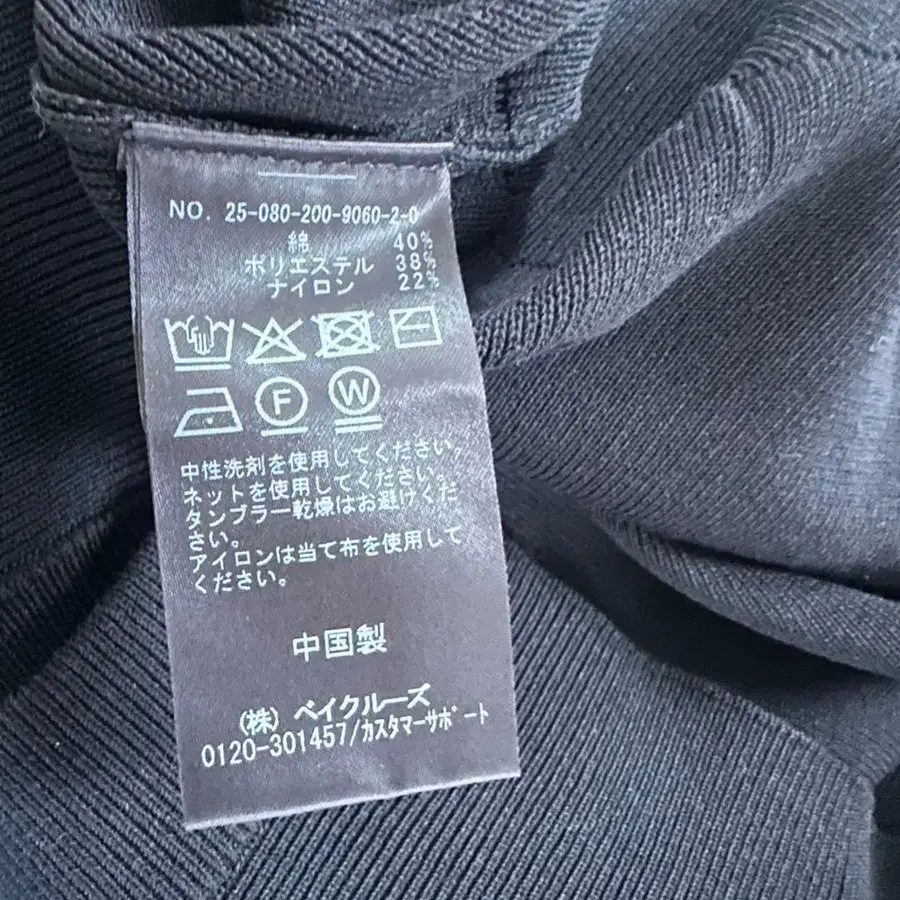 NO. 25-080-200-9060-2-0
綿 40%
ポリエステル 38%
ナイロン 22%
F W
中性洗剤を使用してください。
ネットを使用してください。
タンブラー乾燥はお避けくだ
さい。
アイロンは当て布を使用して
ください。
中国製
(株) ベイクルーズ
0120-301457/ｶｽﾀﾏｰｻﾎﾟｰﾄ